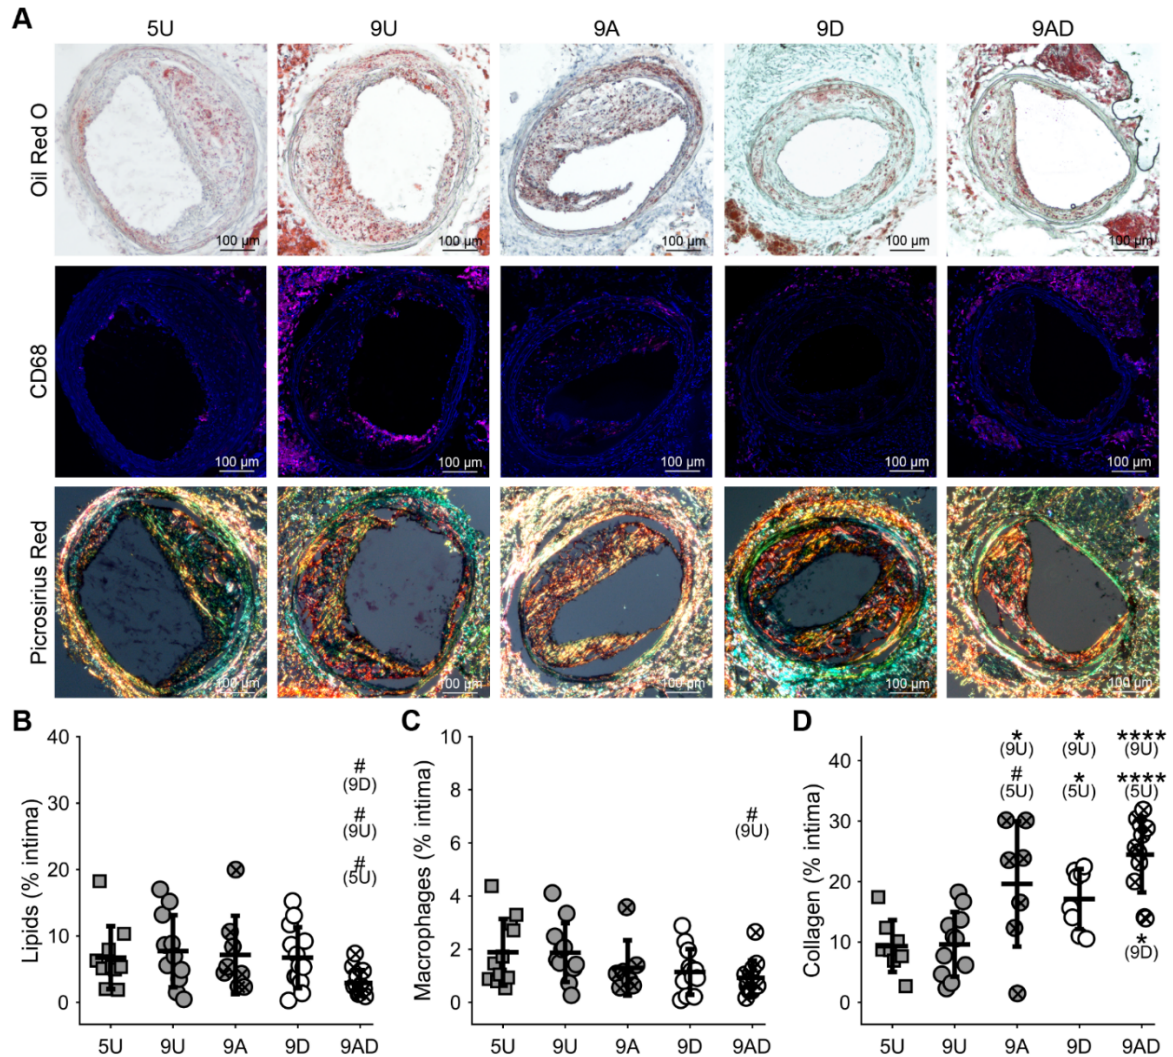 A
5U
9U
9A
9D
9AD
Oil Red O
100 µm
100 µm
100 µm
100 µm
100 µm
CD68
100 µm
100 µm
100 µm
100 µm
100 µm
Picrosirius Red
100 µm
100 µm
100 µm
100 µm
100 µm
B
Lipids (% intima)
40
30
20
10
0
#
(9D)
#
(9U)
#
(5U)
5U
9U
9A
9D
9AD
C
Macrophages (% intima)
10
8
6
4
2
0
#
(9U)
5U
9U
9A
9D
9AD
D
Collagen (% intima)
40
30
20
10
0
*
(9U)
#
(5U)
*
(9U)
*
(5U)
****
(9U)
****
(5U)
*
(9D)
5U
9U
9A
9D
9AD